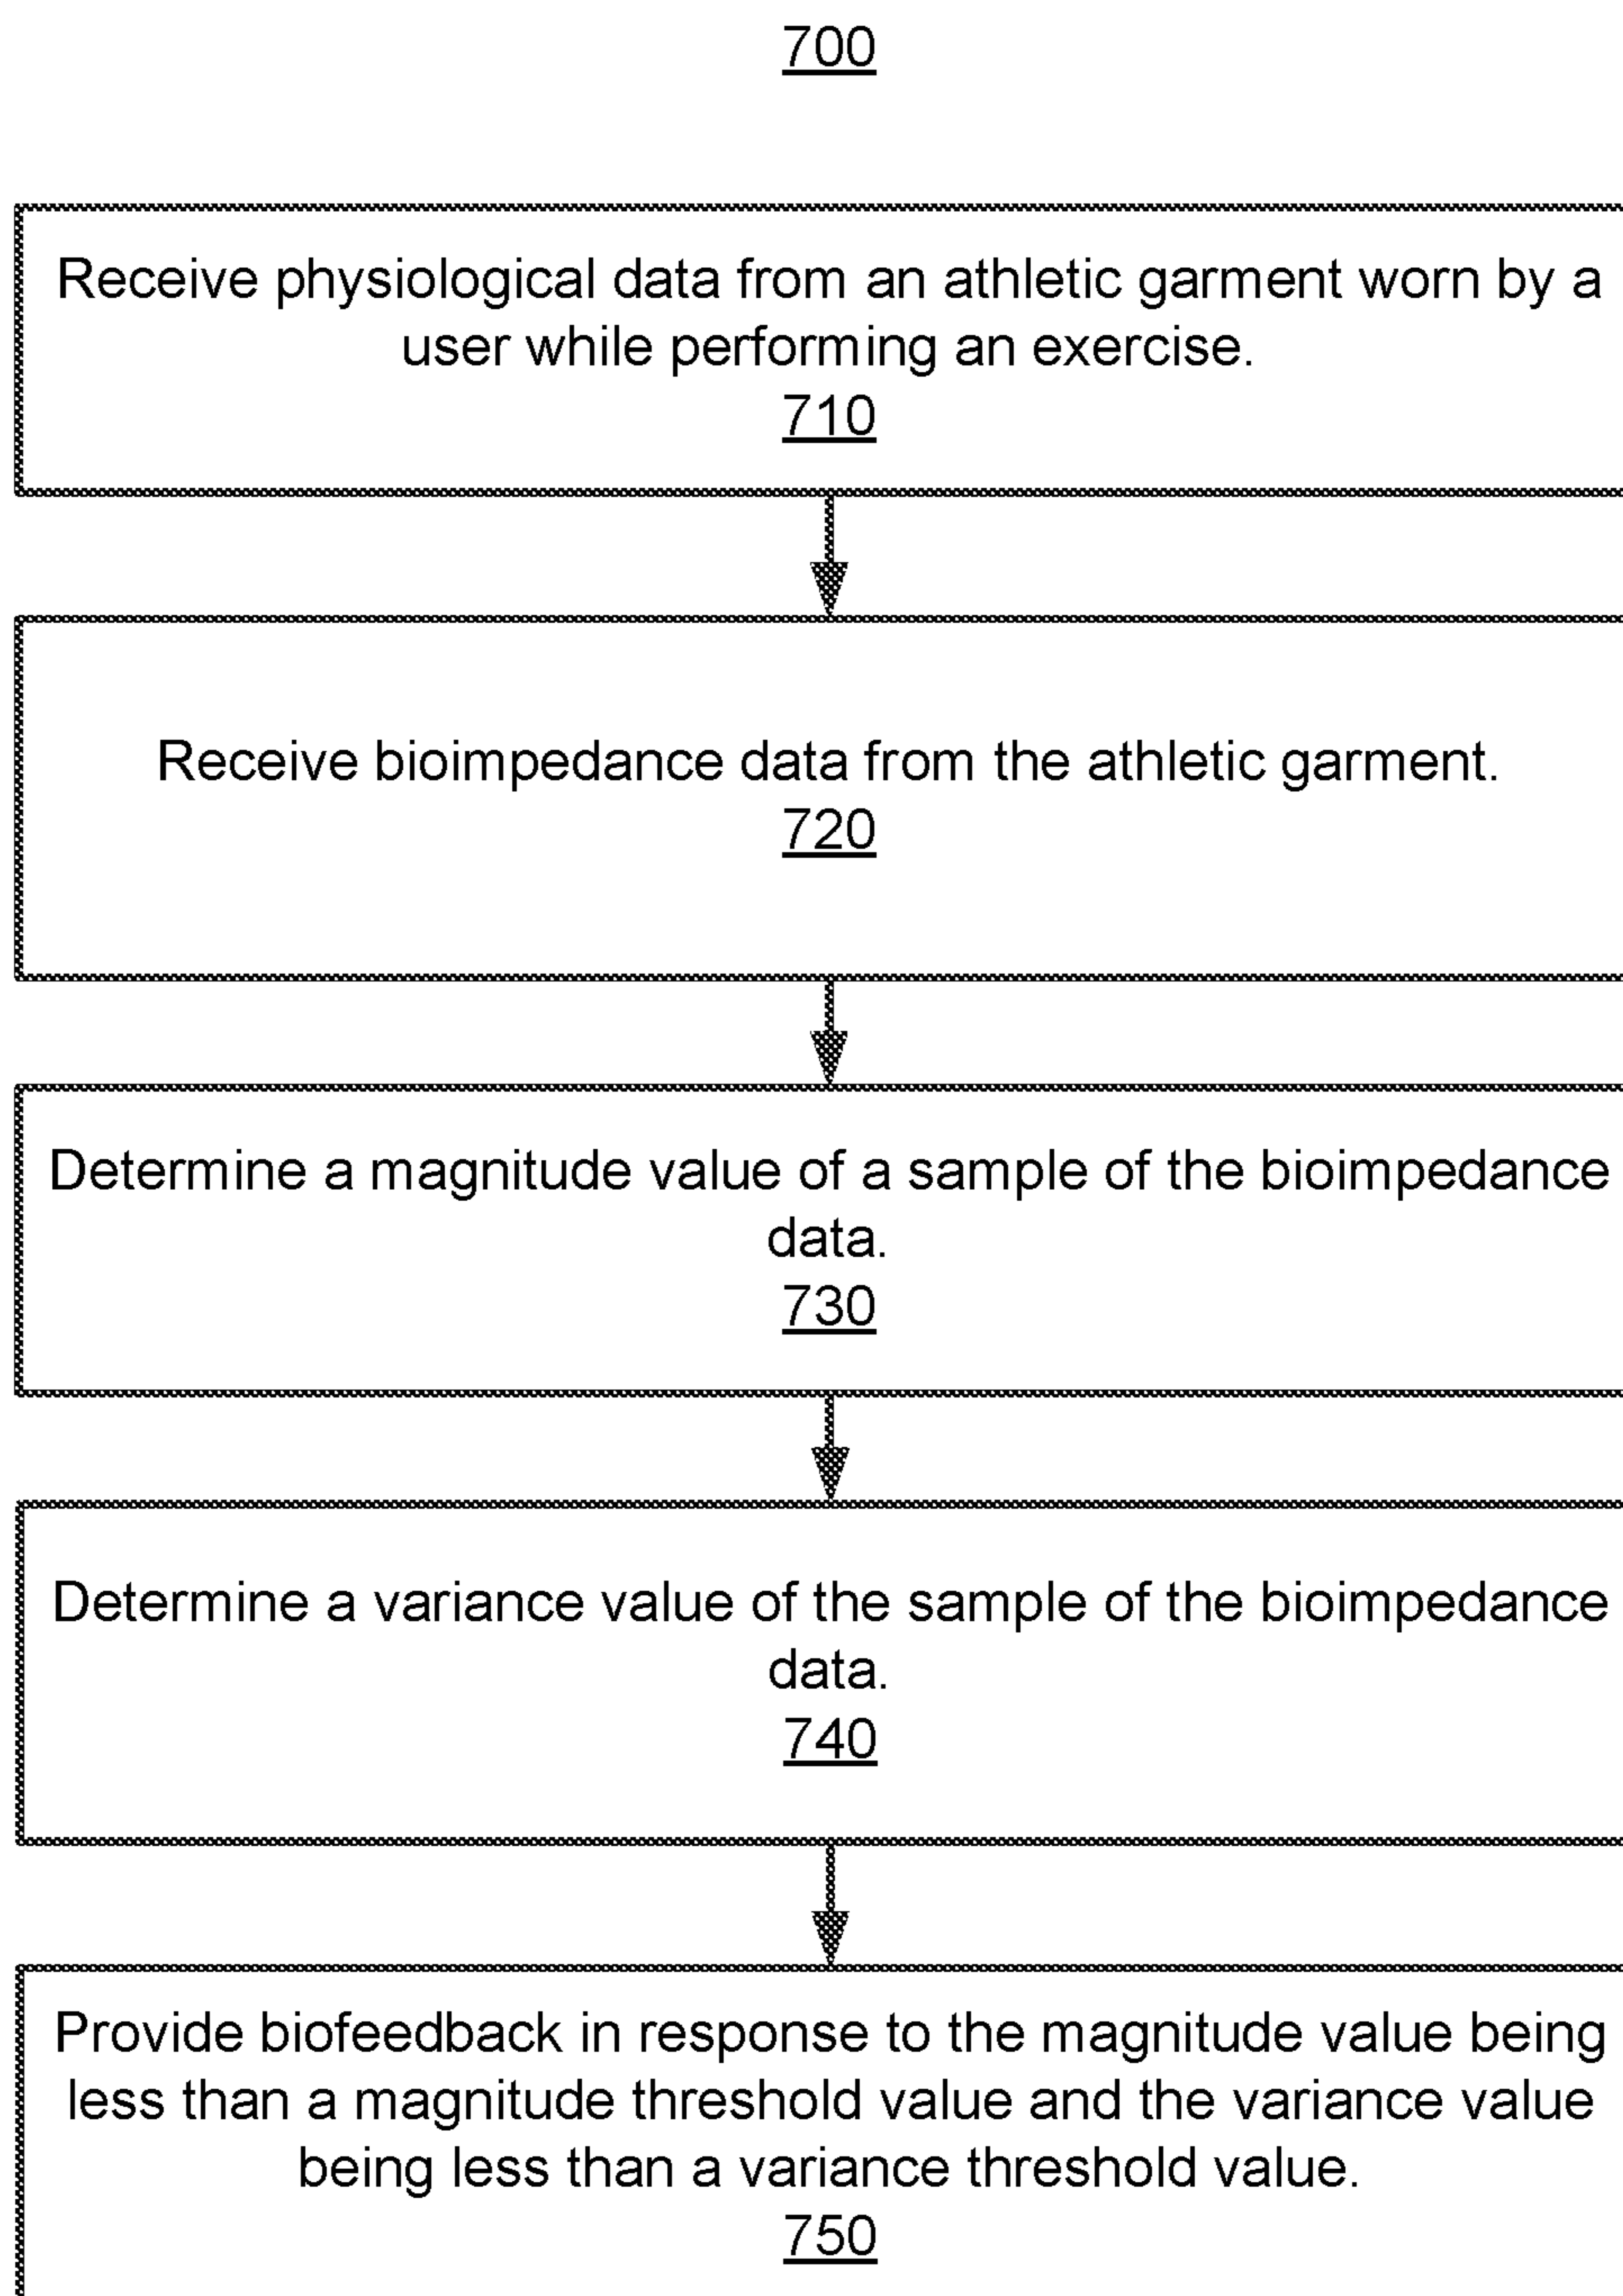 700
Receive physiological data from an athletic garment worn by a
user while performing an exercise.
710
Receive bioimpedance data from the athletic garment.
720
Determine a magnitude value of a sample of the bioimpedance
data.
730
Determine a variance value of the sample of the bioimpedance
data.
740
Provide biofeedback in response to the magnitude value being
less than a magnitude threshold value and the variance value
being less than a variance threshold value.
750